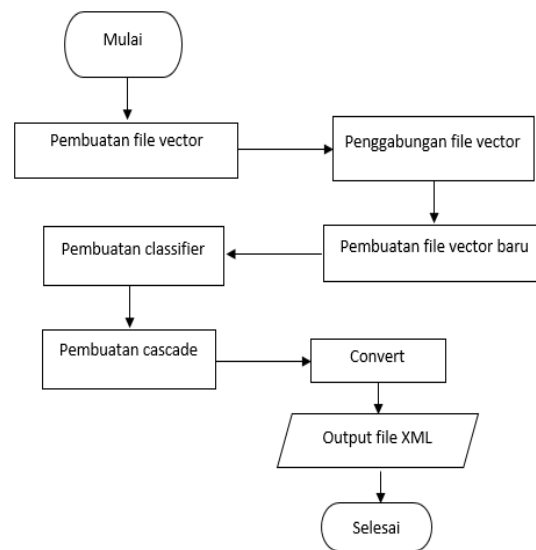 Mulai
Pembuatan file vector
Penggabungan file vector
Pembuatan file vector baru
Pembuatan classifier
Pembuatan cascade
Convert
Output file XML
Selesai